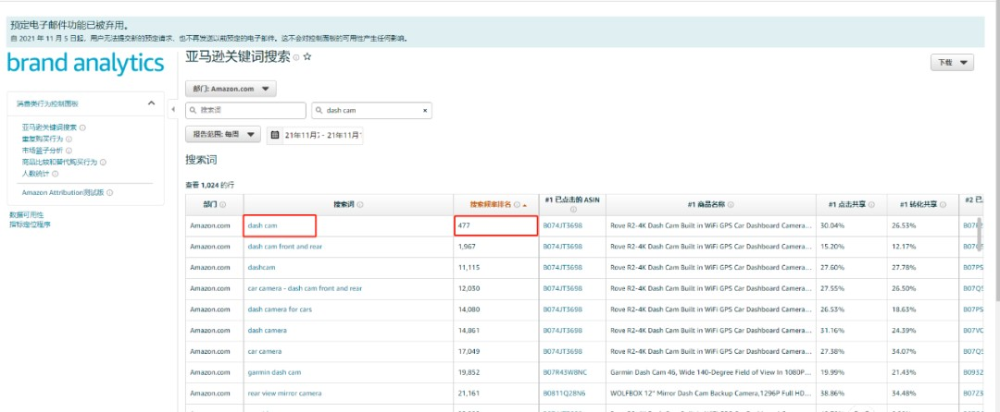 预定电子邮件功能已被弃用。
自 2021 年 11 月 5 日起，用户无法提交新的预定请求，也不再发送以前预定的电子邮件。这不会对控制面板的可用性产生任何影响。
brand analytics
亚马逊关键词搜索
下载
部门: Amazon.com
消费类行为控制面板
搜索词
dash cam
亚马逊关键词搜索
重复购买行为
市场篮子分析
商品比较和替代购买行为
人数统计
报告范围: 每周
21年11月 - 21年11月
搜索词
Amazon Attribution测试版
查看 1,024 的行
数据可用性
指标定位程序
部门 搜索词 搜索频率排名 #1 已点击的 ASIN #1 商品名称 #1 点击共享 #1 转化共享 #2 已
Amazon.com dash cam 477 B074JT3698 Rove R2-4K Dash Cam Built in WiFi GPS Car Dashboard Camera... 30.04% 26.53%
Amazon.com dash cam front and rear 1,967 B074JT3698 Rove R2-4K Dash Cam Built in WiFi GPS Car Dashboard Camera... 15.20% 12.17%
Amazon.com dashcam 11,115 B074JT3698 Rove R2-4K Dash Cam Built in WiFi GPS Car Dashboard Camera... 27.60% 27.78% B07PS
Amazon.com car camera - dash cam front and rear 12,030 B074JT3698 Rove R2-4K Dash Cam Built in WiFi GPS Car Dashboard Camera... 27.55% 26.50%
Amazon.com dash camera for cars 14,080 B074JT3698 Rove R2-4K Dash Cam Built in WiFi GPS Car Dashboard Camera... 26.53% 18.63% B07PS
Amazon.com dash camera 14,861 B074JT3698 Rove R2-4K Dash Cam Built in WiFi GPS Car Dashboard Camera... 31.16% 24.39%
Amazon.com car camera 17,049 B074JT3698 Rove R2-4K Dash Cam Built in WiFi GPS Car Dashboard Camera... 27.38% 34.07%
Amazon.com garmin dash cam 19,852 B07R43W8NC Garmin Dash Cam 46, Wide 140-Degree Field of View In 1080P... 19.99% 21.43% B0932
Amazon.com rear view mirror camera 21,161 B0811Q28N6 WOLFBOX 12" Mirror Dash Cam Backup Camera,1296P Full HD... 38.86% 34.48%